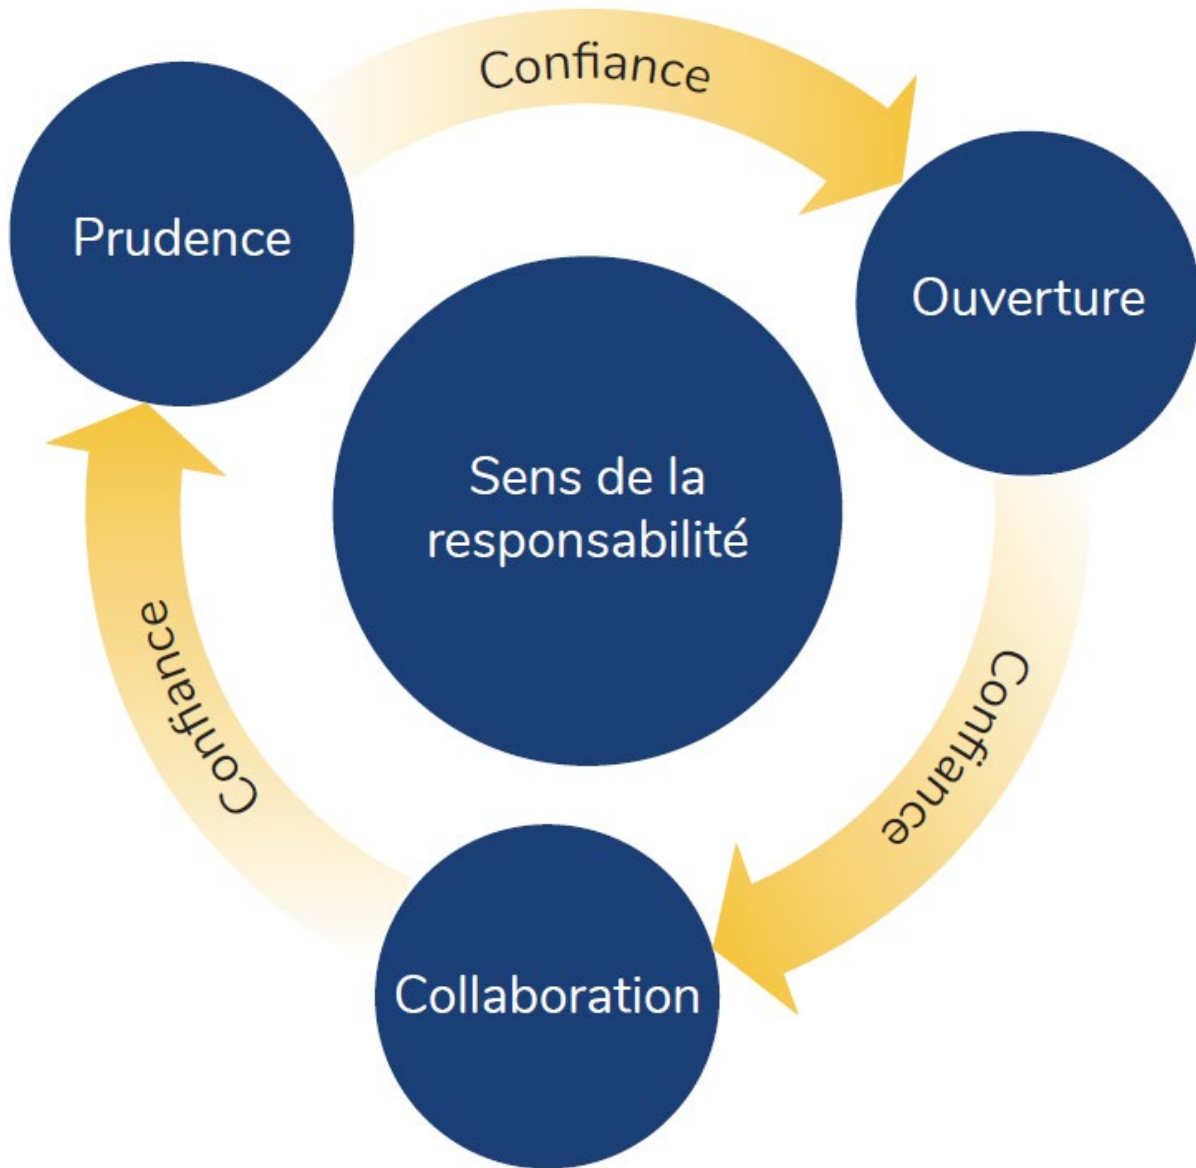 Confiance
Prudence
Ouverture
Sens de la
responsabilité
Confiance
Confiance
Collaboration